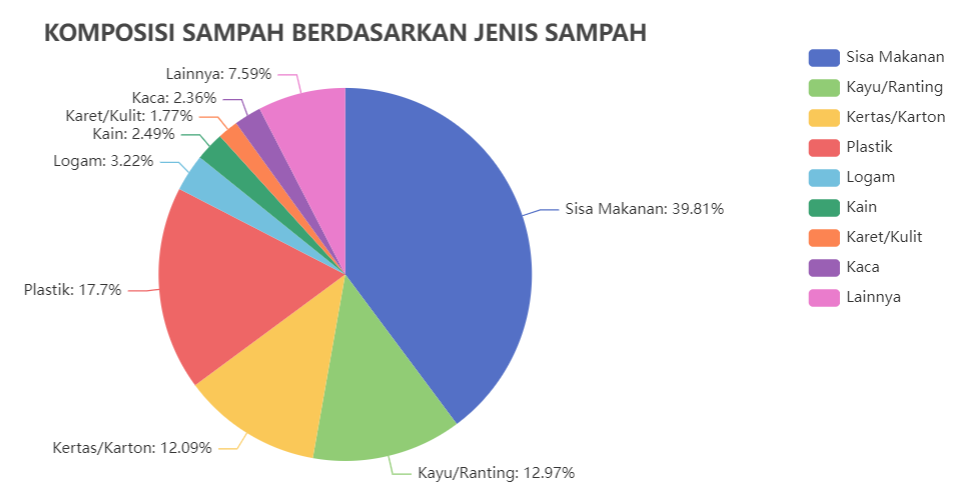 KOMPOSISI SAMPAH BERDASARKAN JENIS SAMPAH
Lainnya: 7.59%
Kaca: 2.36%
Karet/Kulit: 1.77%
Kain: 2.49%
Logam: 3.22%
Plastik: 17.7%
Kertas/Karton: 12.09%
Kayu/Ranting: 12.97%
Sisa Makanan: 39.81%
Sisa Makanan
Kayu/Ranting
Kertas/Karton
Plastik
Logam
Kain
Karet/Kulit
Kaca
Lainnya